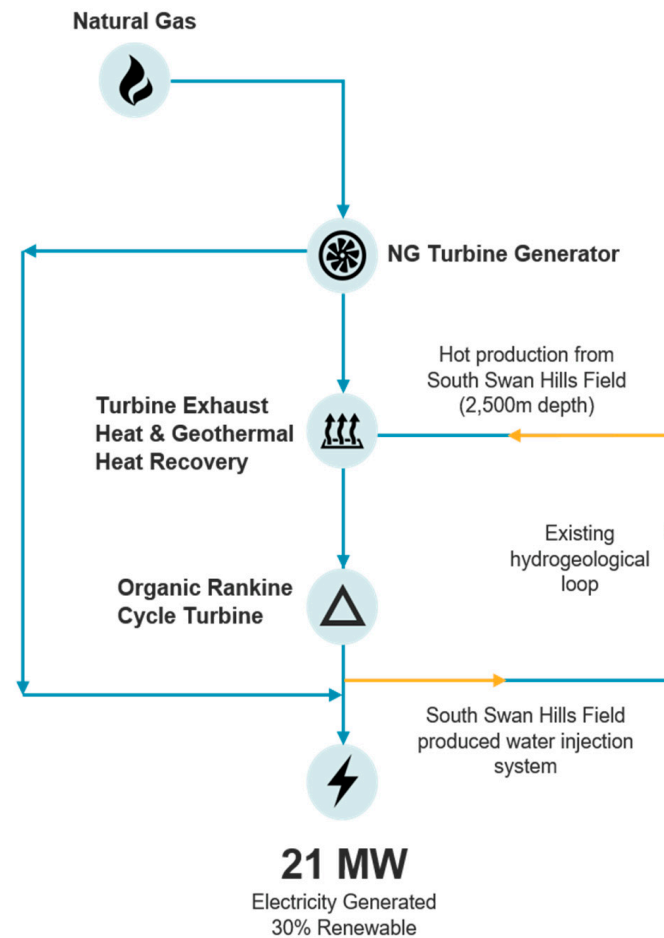 Natural Gas
NG Turbine Generator
Hot production from
South Swan Hills Field
(2,500m depth)
Turbine Exhaust
Heat & Geothermal
Heat Recovery
Existing
hydrogeological
loop
Organic Rankine
Cycle Turbine
South Swan Hills Field
produced water injection
system
21 MW
Electricity Generated
30% Renewable